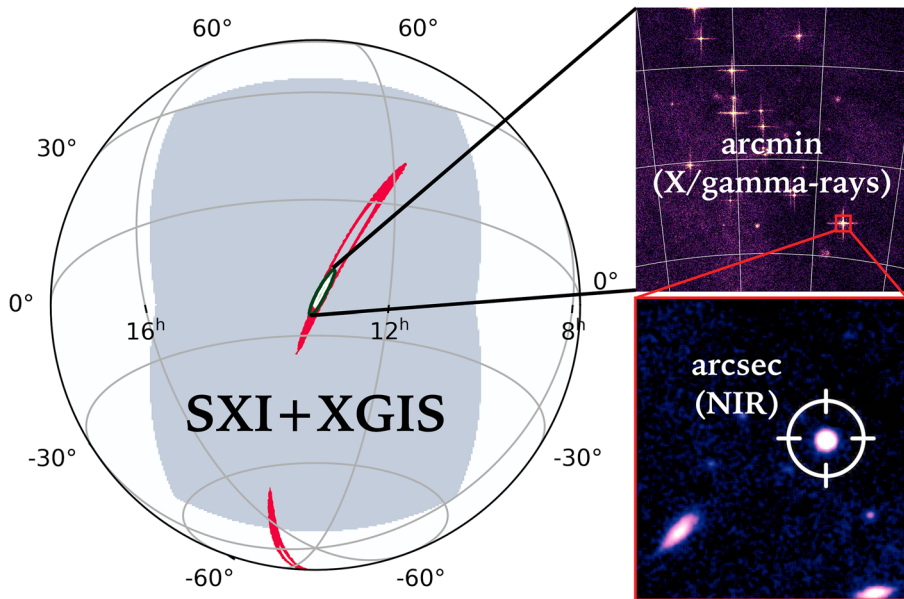 60°
60°
30°
0°
0°
16h
12h
8h
SXI+XGIS
-30°
-30°
-60°
-60°
arcmin
(X/gamma-rays)
arcsec
(NIR)